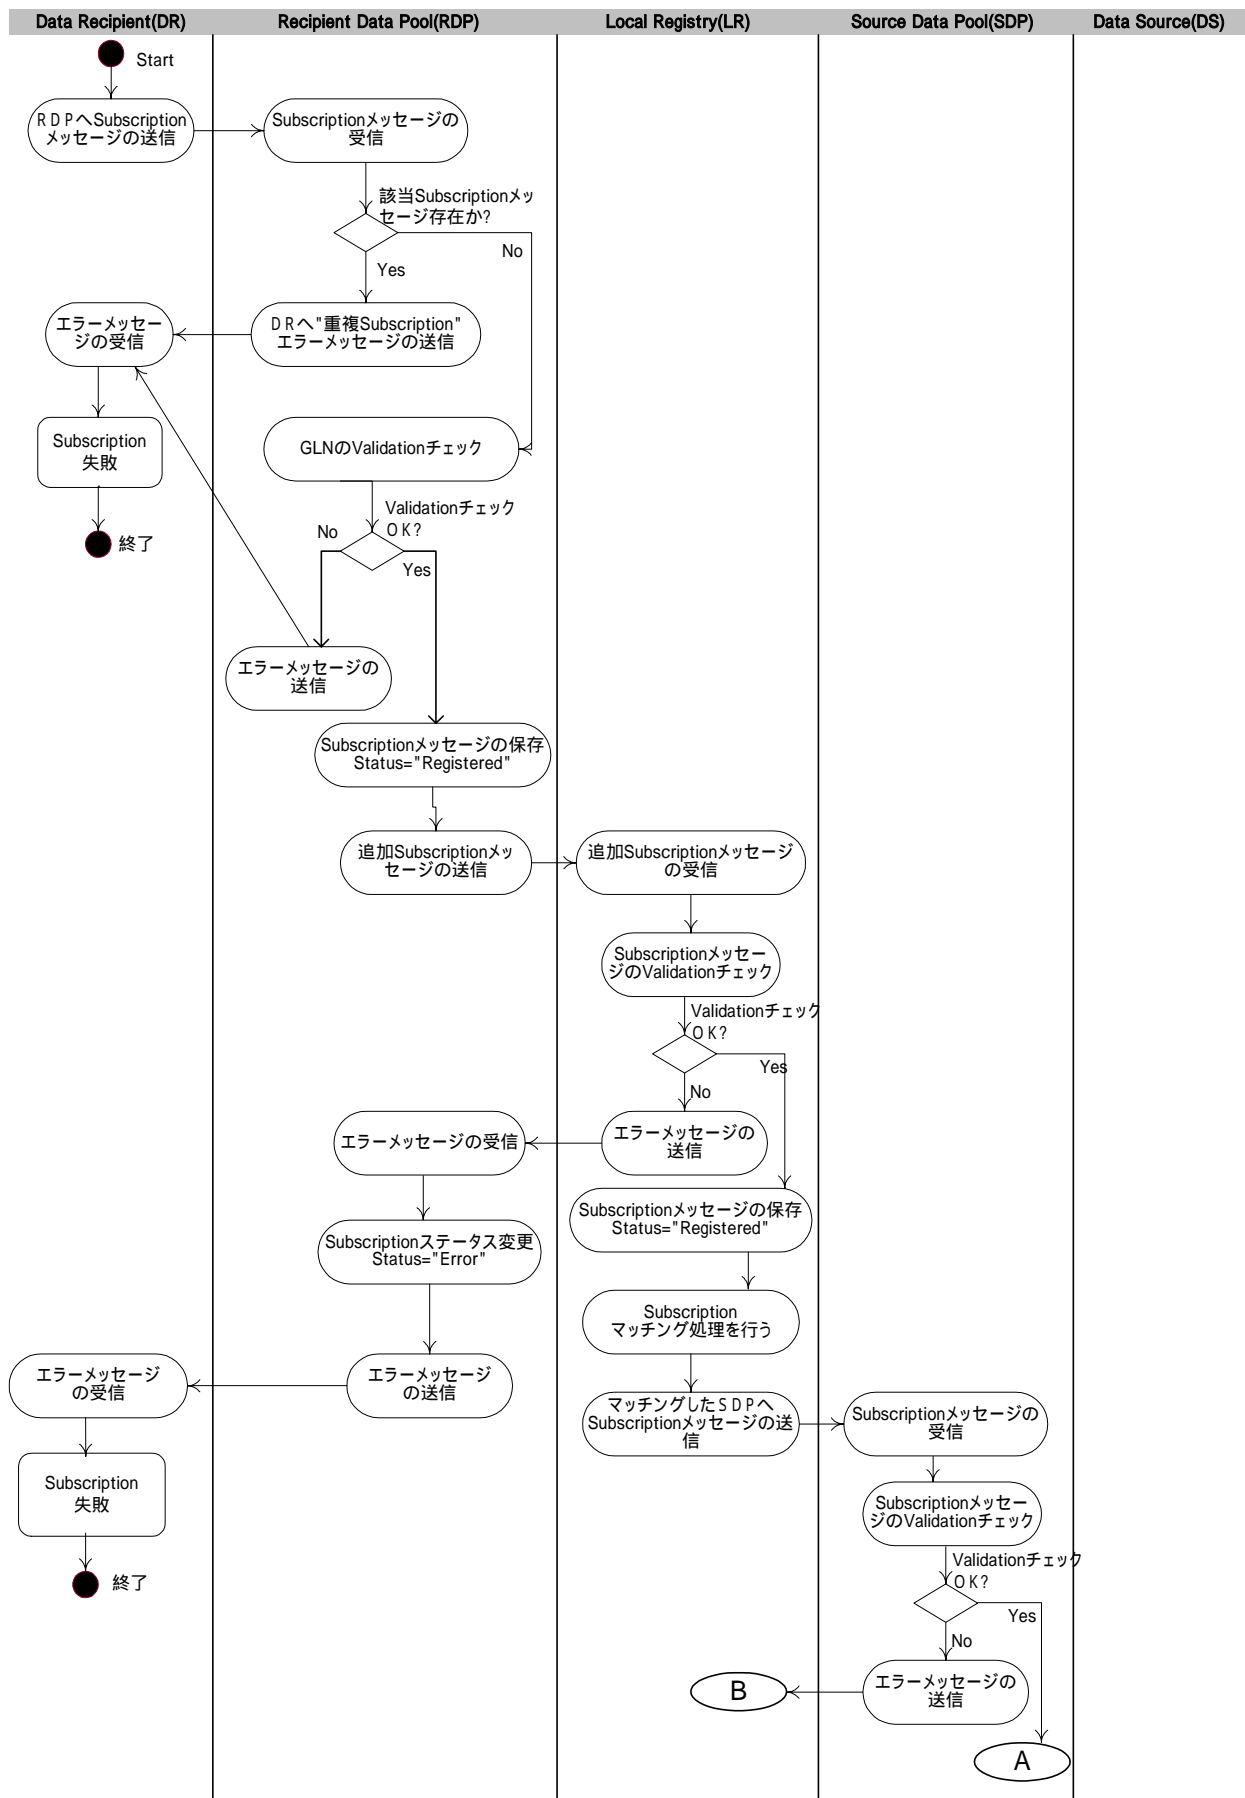 Data Recipient(DR)
Recipient Data Pool(RDP)
Local Registry(LR)
Source Data Pool(SDP)
Data Source(DS)
Start
RDPへSubscription
メッセージの送信
Subscriptionメッセージの
受信
該当Subscriptionメッ
セージ存在か?
No
Yes
エラーメッセー
ジの受信
DRへ"重複Subscription"
エラーメッセージの送信
Subscription
失敗
GLNのValidationチェック
終了
Validationチェック
OK?
No
Yes
エラーメッセージの
送信
Subscriptionメッセージの保存
Status="Registered"
追加Subscriptionメッ
セージの送信
追加Subscriptionメッセージ
の受信
Subscriptionメッセー
ジのValidationチェック
Validationチェック
OK?
Yes
No
エラーメッセージの受信
エラーメッセージの
送信
Subscriptionメッセージの保存
Status="Registered"
Subscriptionステータス変更
Status="Error"
Subscription
マッチング処理を行う
エラーメッセージ
の受信
エラーメッセージ
の送信
マッチングしたSDPへ
Subscriptionメッセージの送
信
Subscriptionメッセージの
受信
Subscription
失敗
Subscriptionメッセー
ジのValidationチェック
終了
Validationチェック
OK?
Yes
No
エラーメッセージの
送信
B
A